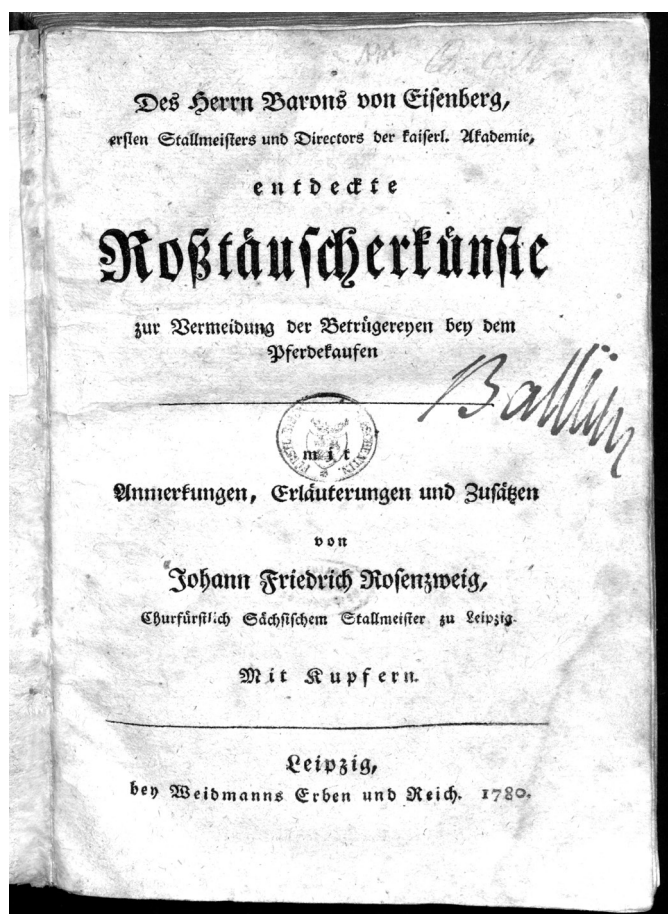 Des Herrn Barons von Eisenberg,
ersten Stallmeisters und Directors der kaiserl. Akademie,
entdeckte
Roßtäuscherkünste
zur Vermeidung der Betrügereyen bey dem
Pferdekaufen
mit
Anmerkungen, Erläuterungen und Zusätzen
von
Johann Friedrich Rosenzweig,
Churfürstlich Sächsischem Stallmeister zu Leipzig.
Mit Kupfern.
Leipzig,
bey Weidmanns Erben und Reich. 1780.